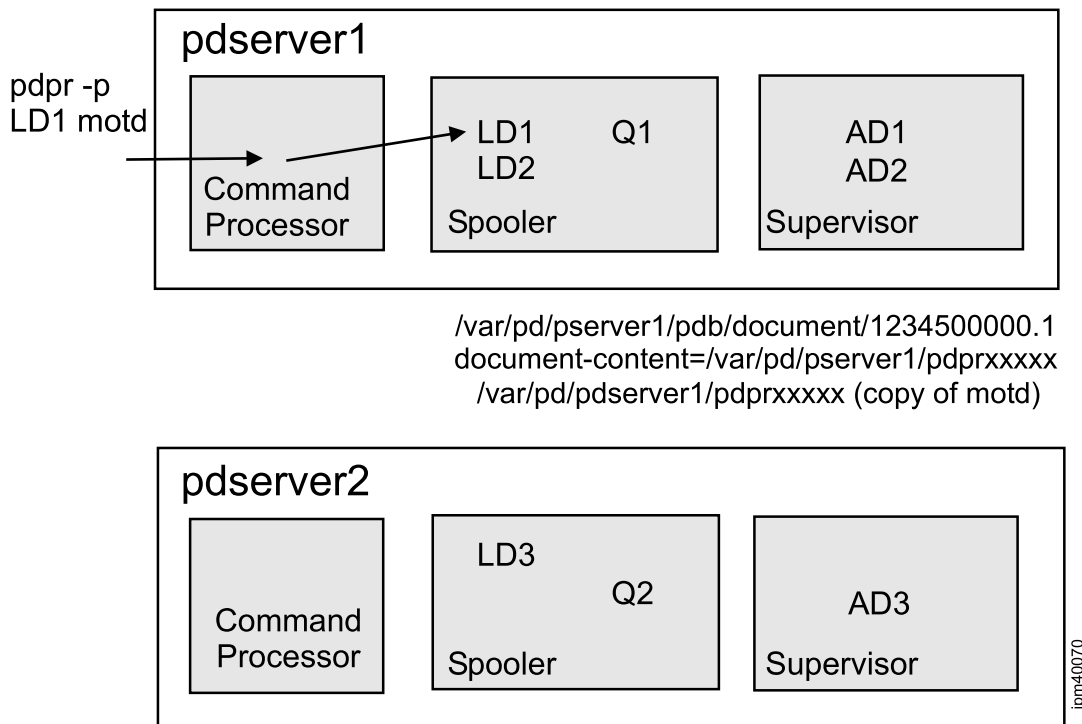 pdserver1
pdpr -p
LD1 motd
Command
Processor
LD1 Q1
LD2
Spooler
AD1
AD2
Supervisor
/var/pd/pserver1/pdb/document/1234500000.1
document-content=/var/pd/pserver1/pdprxxxxx
/var/pd/pdserver1/pdprxxxxx (copy of motd)
pdserver2
Command
Processor
LD3
Q2
Spooler
AD3
Supervisor
ipm40070